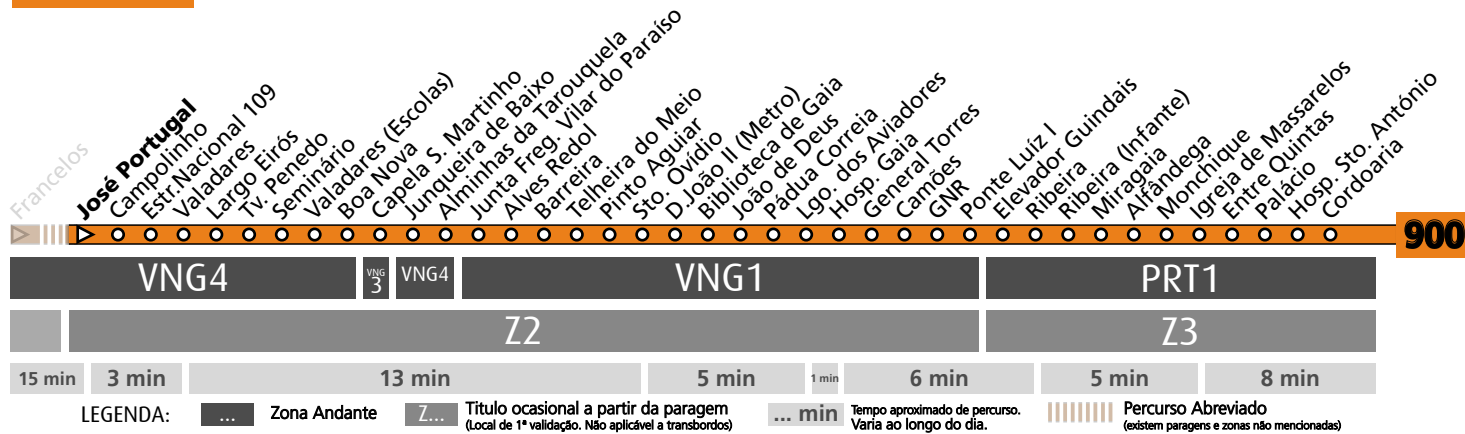 Francelos
José Portugal
Campolinho
Estr.Nacional 109
Valadares
Largo Eirós
Tv. Penedo
Seminário
Valadares (Escolas)
Boa Nova
Capela S. Martinho
Junqueira de Baixo
Alminhas da Tarouquela
Junta Freg. Vilar do Paraíso
Alves Redol
Barreira
Telheira do Meio
Pinto Aguiar
Sto. Ovídio
D.João II (Metro)
Biblioteca de Gaia
João de Deus
Pádua Correia
Lgo. dos Aviadores
Hosp. Gaia
General Torres
Camões
GNR
Ponte Luíz I
Elevador Guindais
Ribeira
Ribeira (Infante)
Miragaia
Alfândega
Monchique
Igreja de Massarelos
Entre Quintas
Palácio
Hosp. Sto. António
Cordoaria
900
VNG4 VNG 3 VNG4 VNG1 PRT1
Z2 Z3
15 min 3 min 13 min 5 min 1 min 6 min 5 min 8 min
LEGENDA:
... Zona Andante
Z... Titulo ocasional a partir da paragem
(Local de 1ª validação. Não aplicável a transbordos)
... min Tempo aproximado de percurso.
Varia ao longo do dia.
Percurso Abreviado
(existem paragens e zonas não mencionadas)